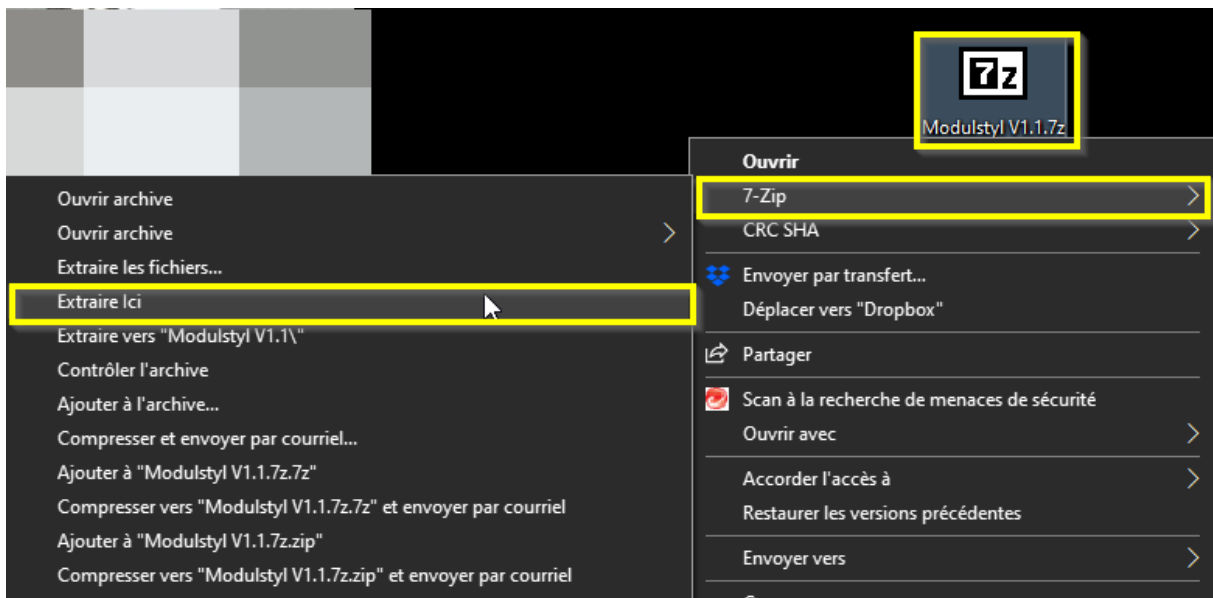 7z
Modulstyl V1.1.7z
Ouvrir
7-Zip
CRC SHA
Envoyer par transfert...
Déplacer vers "Dropbox"
Partager
Scan à la recherche de menaces de sécurité
Ouvrir avec
Accorder l'accès à
Restaurer les versions précédentes
Envoyer vers
Ouvrir archive
Ouvrir archive
Extraire les fichiers...
Extraire Ici
Extraire vers "Modulstyl V1.1\"
Contrôler l'archive
Ajouter à l'archive...
Compresser et envoyer par courriel...
Ajouter à "Modulstyl V1.1.7z.7z"
Compresser vers "Modulstyl V1.1.7z.7z" et envoyer par courriel
Ajouter à "Modulstyl V1.1.7z.zip"
Compresser vers "Modulstyl V1.1.7z.zip" et envoyer par courriel